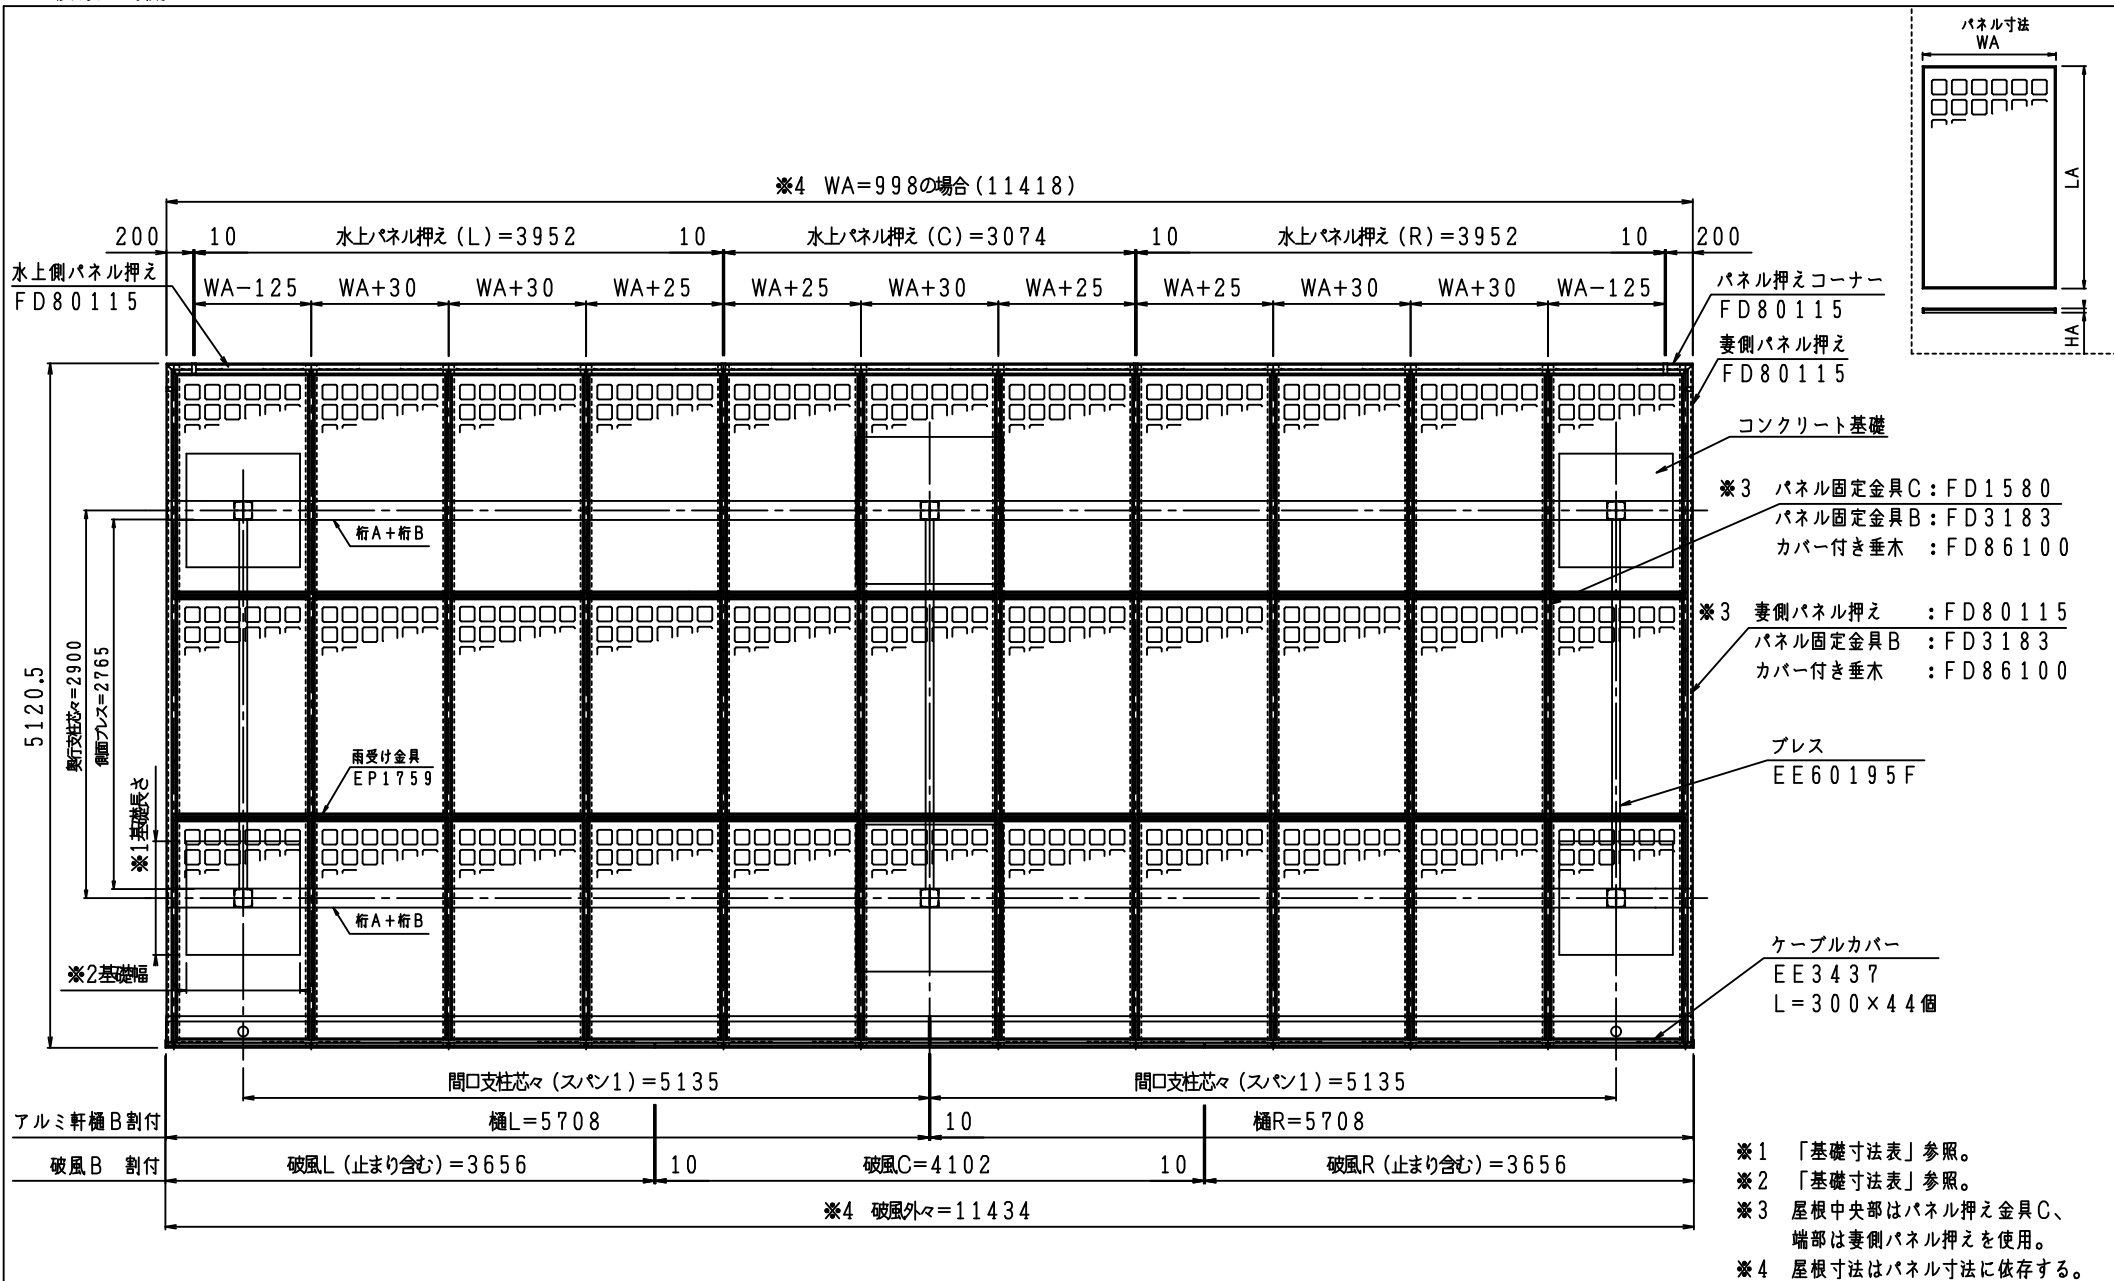 パネル寸法
WA
LA
HA
※4 WA=998の場合(11418)
200 10 水上パネル押え(L)=3952 10 水上パネル押え(C)=3074 10 水上パネル押え(R)=3952 10 200
水上側パネル押え
FD80115
WA-125 WA+30 WA+30 WA+25 WA+25 WA+30 WA+25 WA+25 WA+30 WA+30 WA-125
パネル押えコーナー
FD80115
妻側パネル押え
FD80115
コンクリート基礎
※3 パネル固定金具C:FD1580
パネル固定金具B:FD3183
カバー付き垂木 :FD86100
桁A+桁B
※3 妻側パネル押え :FD80115
パネル固定金具B :FD3183
カバー付き垂木 :FD86100
5120.5
奥行支柱芯々=2900
側面ブレス=2765
※1基礎長さ
雨受け金具
EP1759
ブレス
EE60195F
桁A+桁B
※2基礎幅
ケーブルカバー
EE3437
L=300×44個
間口支柱芯々(スパン1)=5135 間口支柱芯々(スパン1)=5135
アルミ軒樋B割付 樋L=5708 10 樋R=5708
破風B 割付 破風L(止まり含む)=3656 10 破風C=4102 10 破風R(止まり含む)=3656
※4 破風外々=11434
※1 「基礎寸法表」参照。
※2 「基礎寸法表」参照。
※3 屋根中央部はパネル押え金具C、
端部は妻側パネル押えを使用。
※4 屋根寸法はパネル寸法に依存する。